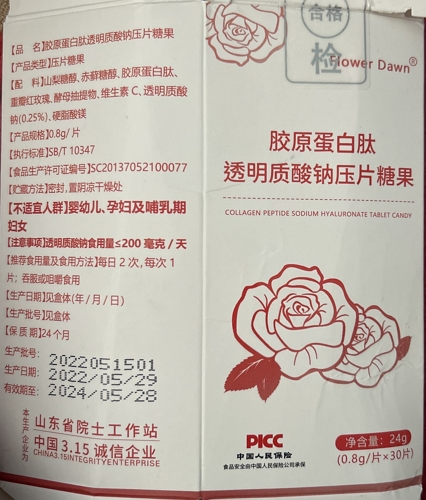 【品 名】胶原蛋白肽透明质酸钠压片糖果
【产品类型】压片糖果
【配 料】山梨糖醇、赤藓糖醇、胶原蛋白肽、
重瓣红玫瑰、酵母抽提物、维生素C、透明质酸
钠(0.25%)、硬脂酸镁
【产品规格】0.8g/片
【执行标准】SB/T 10347
【食品生产许可证编号】SC20137052100077
【贮藏方法】密封,置阴凉干燥处
【不适宜人群】婴幼儿、孕妇及哺乳期
妇女
【注意事项】透明质酸钠食用量≤200 毫克/天
【推荐食用量及食用方法】每日2次,每次1
片;吞服或咀嚼食用
【生产日期】见盒体(年/月/日)
【生产批号】见盒体
【保 质 期】24个月
生产批号: 2022051501
生产日期: 2022/05/29
有效期至: 2024/05/28
本品生产企业为
山东省院士工作站
中国3.15诚信企业
CHINA3.15INTEGRITYENTERPRISE
合格
检
Flower Dawn®
胶原蛋白肽
透明质酸钠压片糖果
COLLAGEN PEPTIDE SODIUM HYALURONATE TABLET CANDY
PICC
中国人民保险
食品安全由中国人民保险公司承保
净含量: 24g
(0.8g/片×30片)